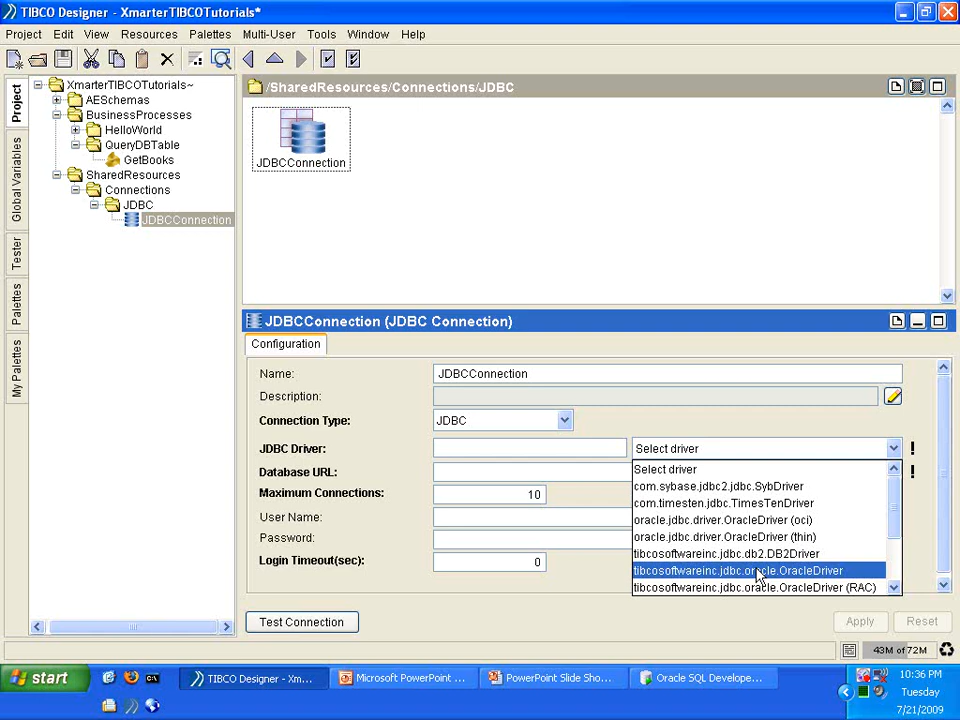 TIBCO Designer - XmarterTIBCOTutorials*
Project Edit View Resources Palettes Multi-User Tools Window Help
Project
Global Variables
Tester
Palettes
My Palettes
XmarterTIBCOTutorials~
AESchemas
BusinessProcesses
HelloWorld
QueryDBTable
GetBooks
SharedResources
Connections
JDBC
JDBCConnection
/SharedResources/Connections/JDBC
JDBCConnection
JDBCConnection (JDBC Connection)
Configuration
Name: JDBCConnection
Description:
Connection Type: JDBC
JDBC Driver: Select driver !
Database URL: !
Maximum Connections: 10
User Name:
Password:
Login Timeout(sec): 0
Select driver
com.sybase.jdbc2.jdbc.SybDriver
com.timesten.jdbc.TimesTenDriver
oracle.jdbc.driver.OracleDriver (oci)
oracle.jdbc.driver.OracleDriver (thin)
tibcosoftwareinc.jdbc.db2.DB2Driver
tibcosoftwareinc.jdbc.oracle.OracleDriver
tibcosoftwareinc.jdbc.oracle.OracleDriver (RAC)
Test Connection Apply Reset
43M of 72M
start TIBCO Designer - Xm... Microsoft PowerPoint ... PowerPoint Slide Sho... Oracle SQL Develope... 10:36 PM
Tuesday
7/21/2009